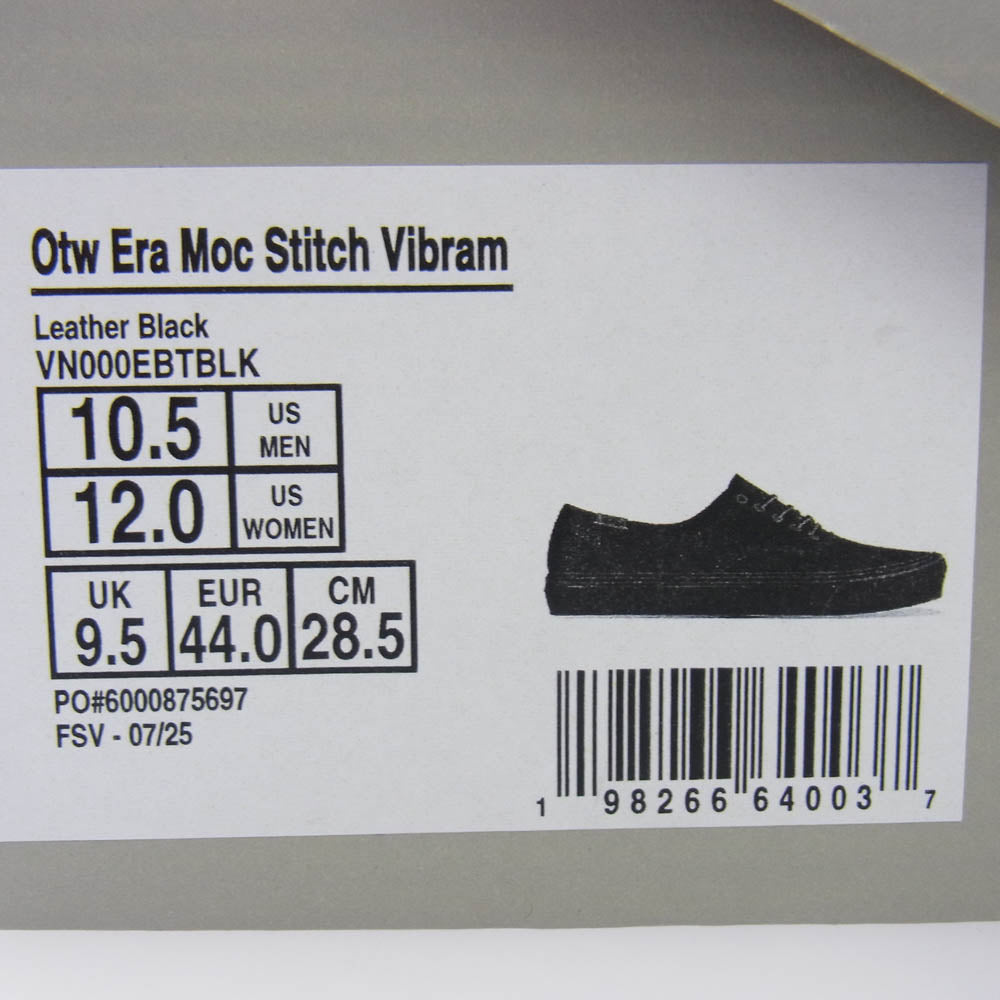 Otw Era Moc Stitch Vibram
Leather Black
VN000EBTBLK
10.5 US MEN
12.0 US WOMEN
UK EUR CM
9.5 44.0 28.5
PO#6000875697
FSV - 07/25
1 98266 64003 7